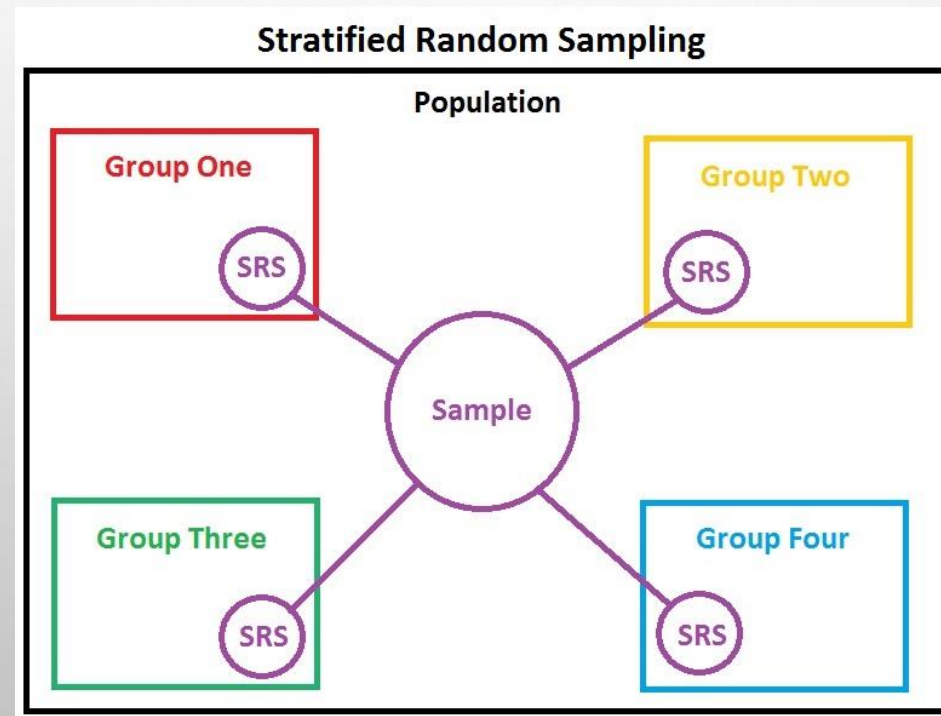 Stratified Random Sampling
Population
Group One
SRS
Group Two
SRS
Sample
Group Three
SRS
Group Four
SRS